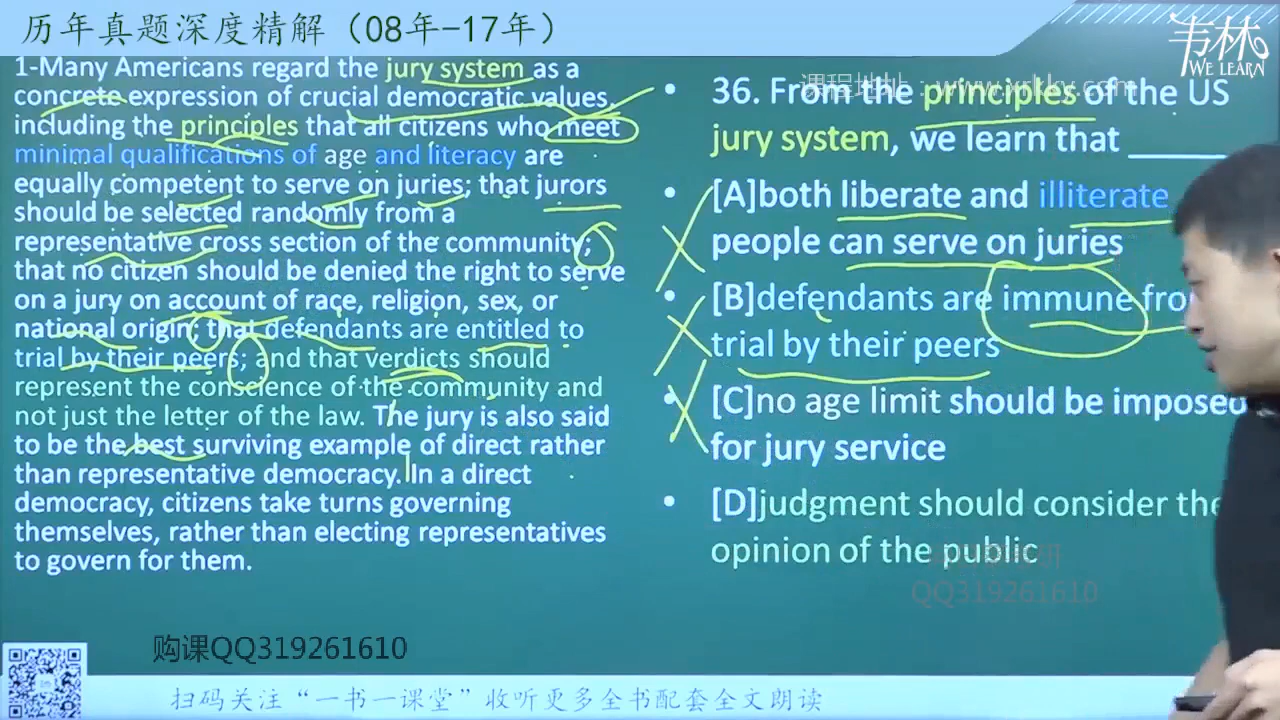 历年真题深度精解（08年-17年）
韦林
WE LEARN
1-Many Americans regard the jury system as a
concrete expression of crucial democratic values,
including the principles that all citizens who meet
minimal qualifications of age and literacy are
equally competent to serve on juries; that jurors
should be selected randomly from a
representative cross section of the community;
that no citizen should be denied the right to serve
on a jury on account of race, religion, sex, or
national origin; that defendants are entitled to
trial by their peers; and that verdicts should
represent the conscience of the community and
not just the letter of the law. The jury is also said
to be the best surviving example of direct rather
than representative democracy. In a direct
democracy, citizens take turns governing
themselves, rather than electing representatives
to govern for them.
课程地址：www.xrkky.com
• 36. From the principles of the US
jury system, we learn that ______
• [A]both liberate and illiterate
people can serve on juries
• [B]defendants are immune from
trial by their peers
• [C]no age limit should be imposed
for jury service
• [D]judgment should consider the
opinion of the public
QQ319261610
购课QQ319261610
扫码关注“一书一课堂”收听更多全书配套全文朗读